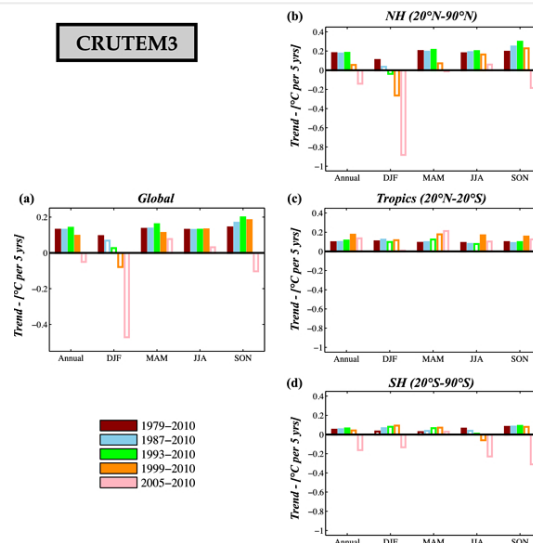 CRUTEM3
(b) NH (20°N-90°N)
Trend - [°C per 5 yrs]
0.4
0.2
0
−0.2
−0.4
−0.6
−0.8
−1
Annual DJF MAM JJA SON
(a) Global
Trend - [°C per 5 yrs]
0.2
0
−0.4
Annual DJF MAM JJA SON
(c) Tropics (20°N-20°S)
Trend - [°C per 5 yrs]
0.4
0.2
0
−0.2
−0.4
−0.6
−0.8
−1
Annual DJF MAM JJA SON
1979−2010
1987−2010
1993−2010
1999−2010
2005−2010
(d) SH (20°S-90°S)
Trend - [°C per 5 yrs]
0.4
0.2
0
−0.2
−0.4
−0.6
−0.8
−1
Annual DJF MAM JJA SON